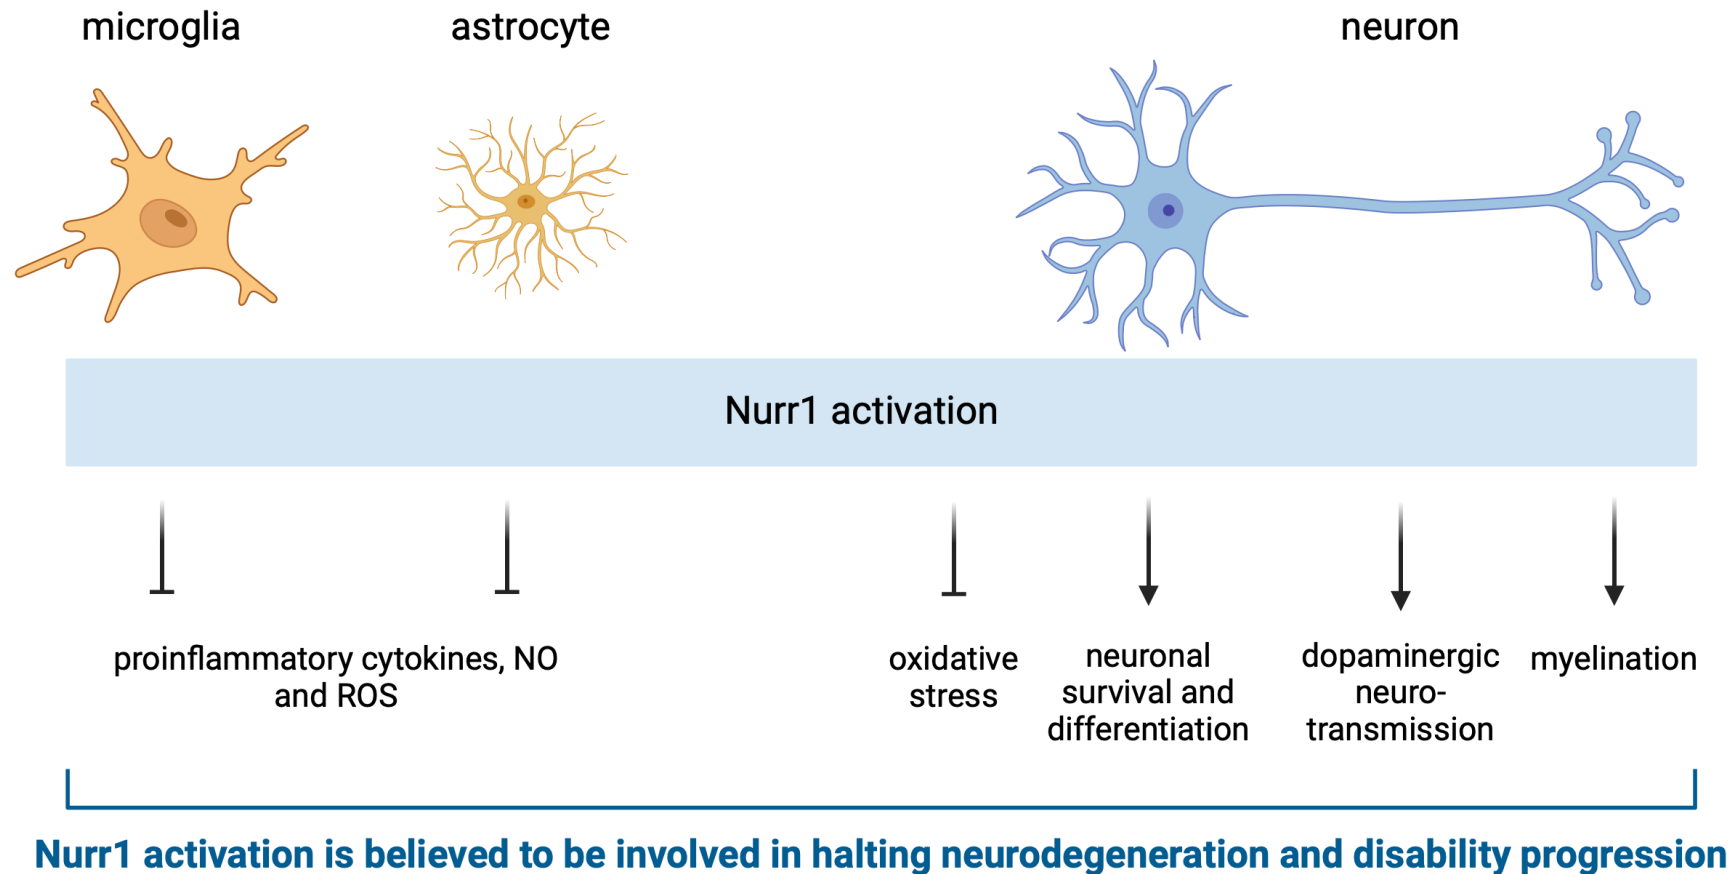 microglia
astrocyte
neuron
Nurr1 activation
proinflammatory cytokines, NO
and ROS
oxidative
stress
neuronal
survival and
differentiation
dopaminergic
neuro-
transmission
myelination
Nurr1 activation is believed to be involved in halting neurodegeneration and disability progression